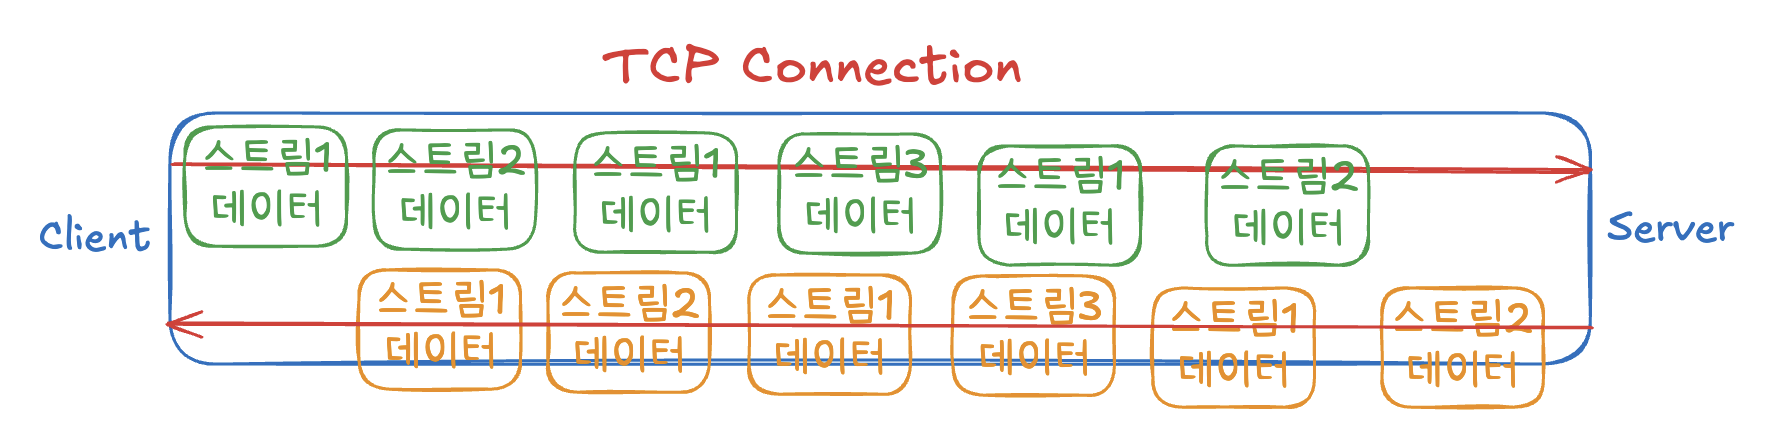 TCP Connection
스트림1
데이터
스트림2
데이터
스트림1
데이터
스트림3
데이터
스트림1
데이터
스트림2
데이터
Client
Server
스트림1
데이터
스트림2
데이터
스트림1
데이터
스트림3
데이터
스트림1
데이터
스트림2
데이터